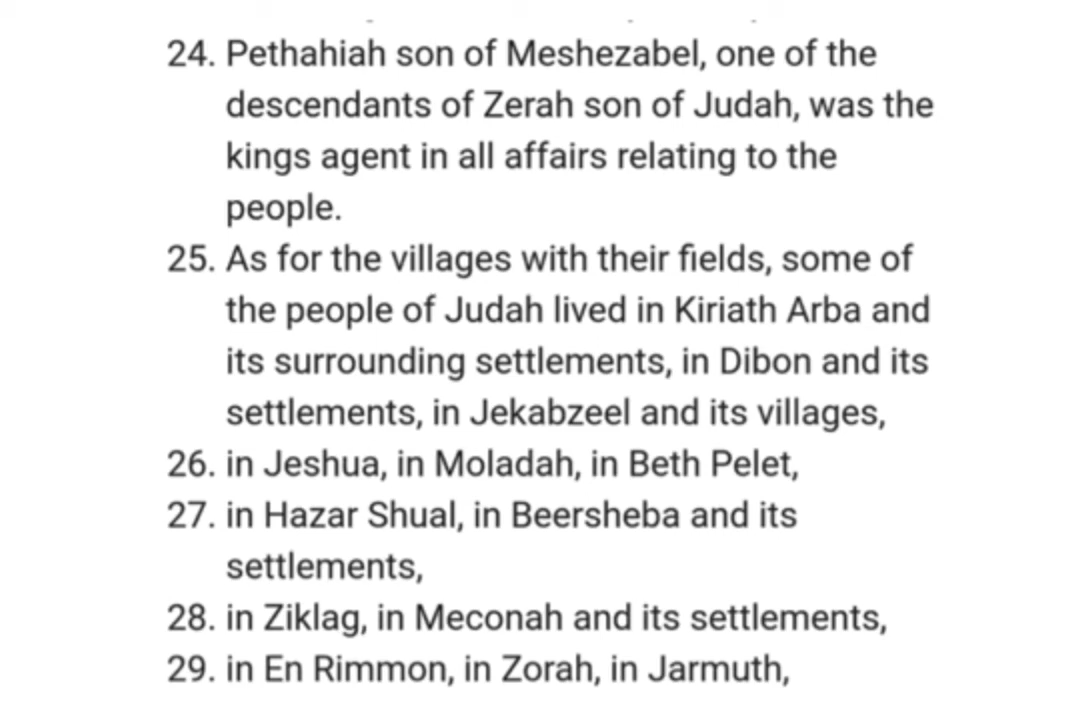 24. Pethahiah son of Meshezabel, one of the
descendants of Zerah son of Judah, was the
kings agent in all affairs relating to the
people.
25. As for the villages with their fields, some of
the people of Judah lived in Kiriath Arba and
its surrounding settlements, in Dibon and its
settlements, in Jekabzeel and its villages,
26. in Jeshua, in Moladah, in Beth Pelet,
27. in Hazar Shual, in Beersheba and its
settlements,
28. in Ziklag, in Meconah and its settlements,
29. in En Rimmon, in Zorah, in Jarmuth,